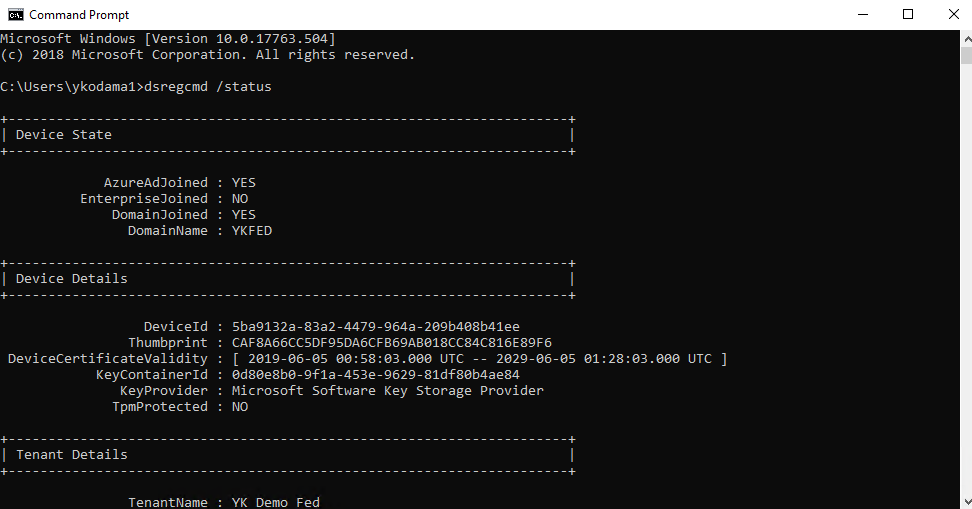 Command Prompt
Microsoft Windows [Version 10.0.17763.504]
(c) 2018 Microsoft Corporation. All rights reserved.
C:\Users\ykodama1>dsregcmd /status
+----------------------------------------------------------------------+
| Device State                                                         |
+----------------------------------------------------------------------+
AzureAdJoined : YES
EnterpriseJoined : NO
DomainJoined : YES
DomainName : YKFED
+----------------------------------------------------------------------+
| Device Details                                                       |
+----------------------------------------------------------------------+
DeviceId : 5ba9132a-83a2-4479-964a-209b408b41ee
Thumbprint : CAF8A66CC5DF95DA6CFB69AB018CC84C816E89F6
DeviceCertificateValidity : [ 2019-06-05 00:58:03.000 UTC -- 2029-06-05 01:28:03.000 UTC ]
KeyContainerId : 0d80e8b0-9f1a-453e-9629-81df80b4ae84
KeyProvider : Microsoft Software Key Storage Provider
TpmProtected : NO
+----------------------------------------------------------------------+
| Tenant Details                                                       |
+----------------------------------------------------------------------+
TenantName : YK Demo Fed